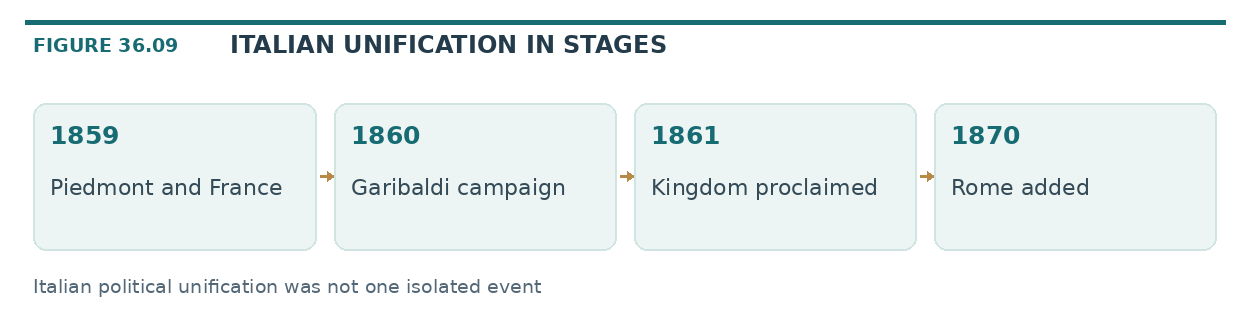 FIGURE 36.09 ITALIAN UNIFICATION IN STAGES
1859
Piedmont and France
1860
Garibaldi campaign
1861
Kingdom proclaimed
1870
Rome added
Italian political unification was not one isolated event